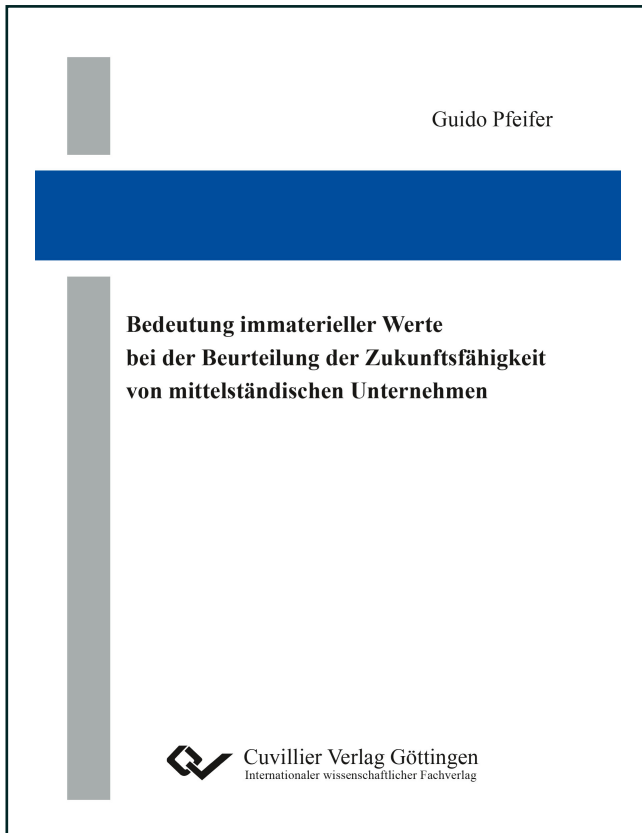 Guido Pfeifer
Bedeutung immaterieller Werte
bei der Beurteilung der Zukunftsfähigkeit
von mittelständischen Unternehmen
Cuvillier Verlag Göttingen
Internationaler wissenschaftlicher Fachverlag